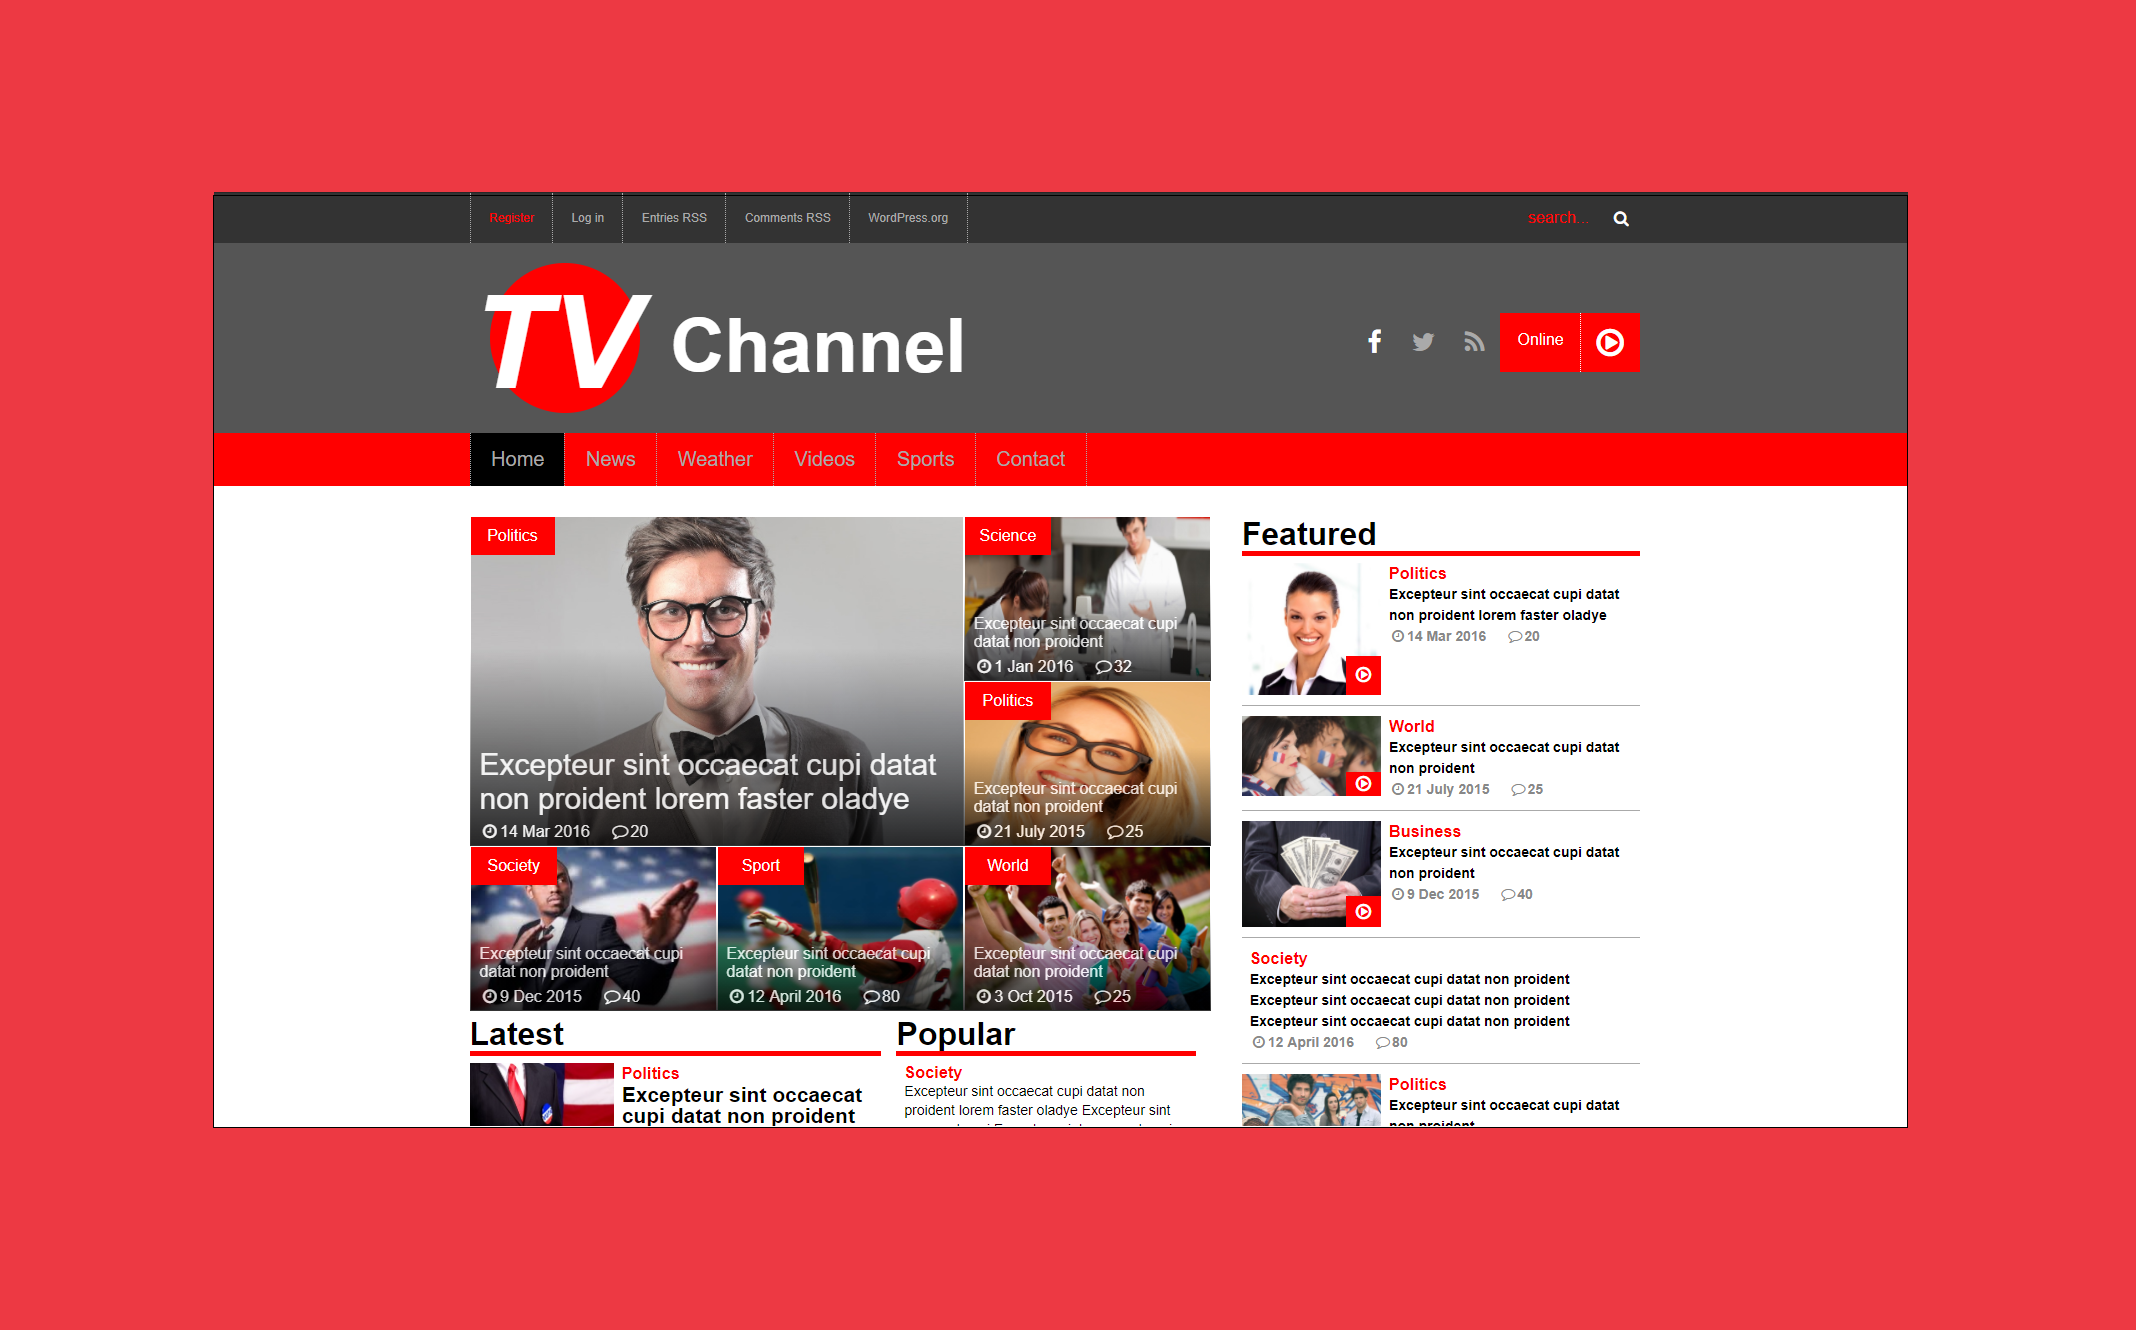 Register
Log in
Entries RSS
Comments RSS
WordPress.org
search...
TV Channel
Online
Home
News
Weather
Videos
Sports
Contact
Politics
Excepteur sint occaecat cupi datat
non proident lorem faster oladye
14 Mar 2016 20
Science
Excepteur sint occaecat cupi
datat non proident
1 Jan 2016 32
Politics
Excepteur sint occaecat cupi
datat non proident
21 July 2015 25
Society
Excepteur sint occaecat cupi
datat non proident
9 Dec 2015 40
Sport
Excepteur sint occaecat cupi
datat non proident
12 April 2016 80
World
Excepteur sint occaecat cupi
datat non proident
3 Oct 2015 25
Latest
Politics
Excepteur sint occaecat
cupi datat non proident
Popular
Society
Excepteur sint occaecat cupi datat non
proident lorem faster oladye Excepteur sint
Featured
Politics
Excepteur sint occaecat cupi datat
non proident lorem faster oladye
14 Mar 2016 20
World
Excepteur sint occaecat cupi datat
non proident
21 July 2015 25
Business
Excepteur sint occaecat cupi datat
non proident
9 Dec 2015 40
Society
Excepteur sint occaecat cupi datat non proident
Excepteur sint occaecat cupi datat non proident
Excepteur sint occaecat cupi datat non proident
12 April 2016 80
Politics
Excepteur sint occaecat cupi datat
non proident